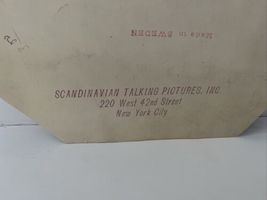 Made in SWEDEN
SCANDINAVIAN TALKING PICTURES, INC.
220 West 42nd Street
New York City